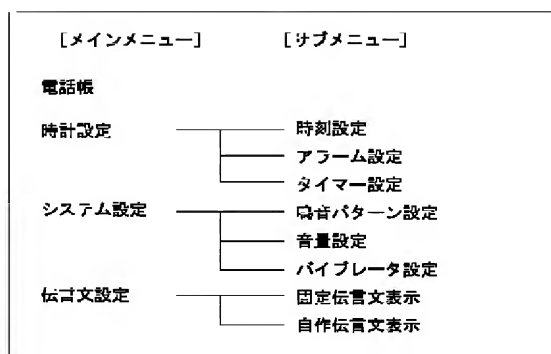 [メインメニュー] [サブメニュー]
電話帳
時計設定 時刻設定
アラーム設定
タイマー設定
システム設定 鳴音パターン設定
音量設定
バイブレータ設定
伝言文設定 固定伝言文表示
自作伝言文表示